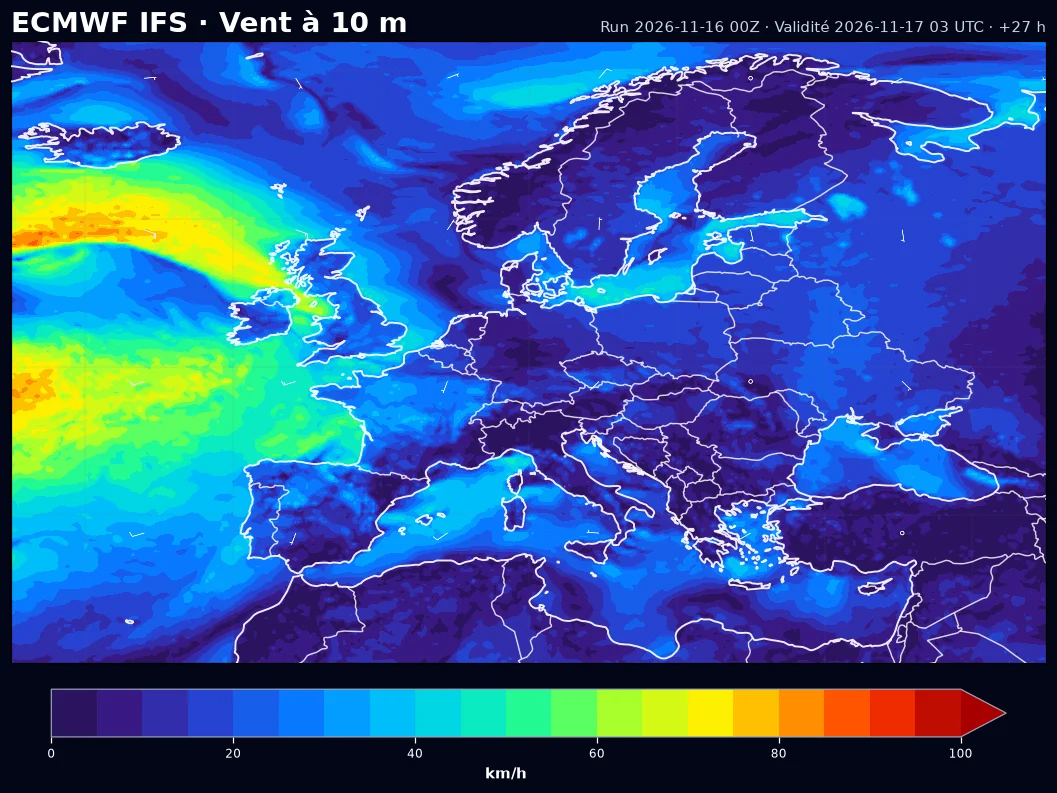 ECMWF IFS · Vent à 10 m
Run 2026-11-16 00Z · Validité 2026-11-17 03 UTC · +27 h
0 20 40 60 80 100
km/h